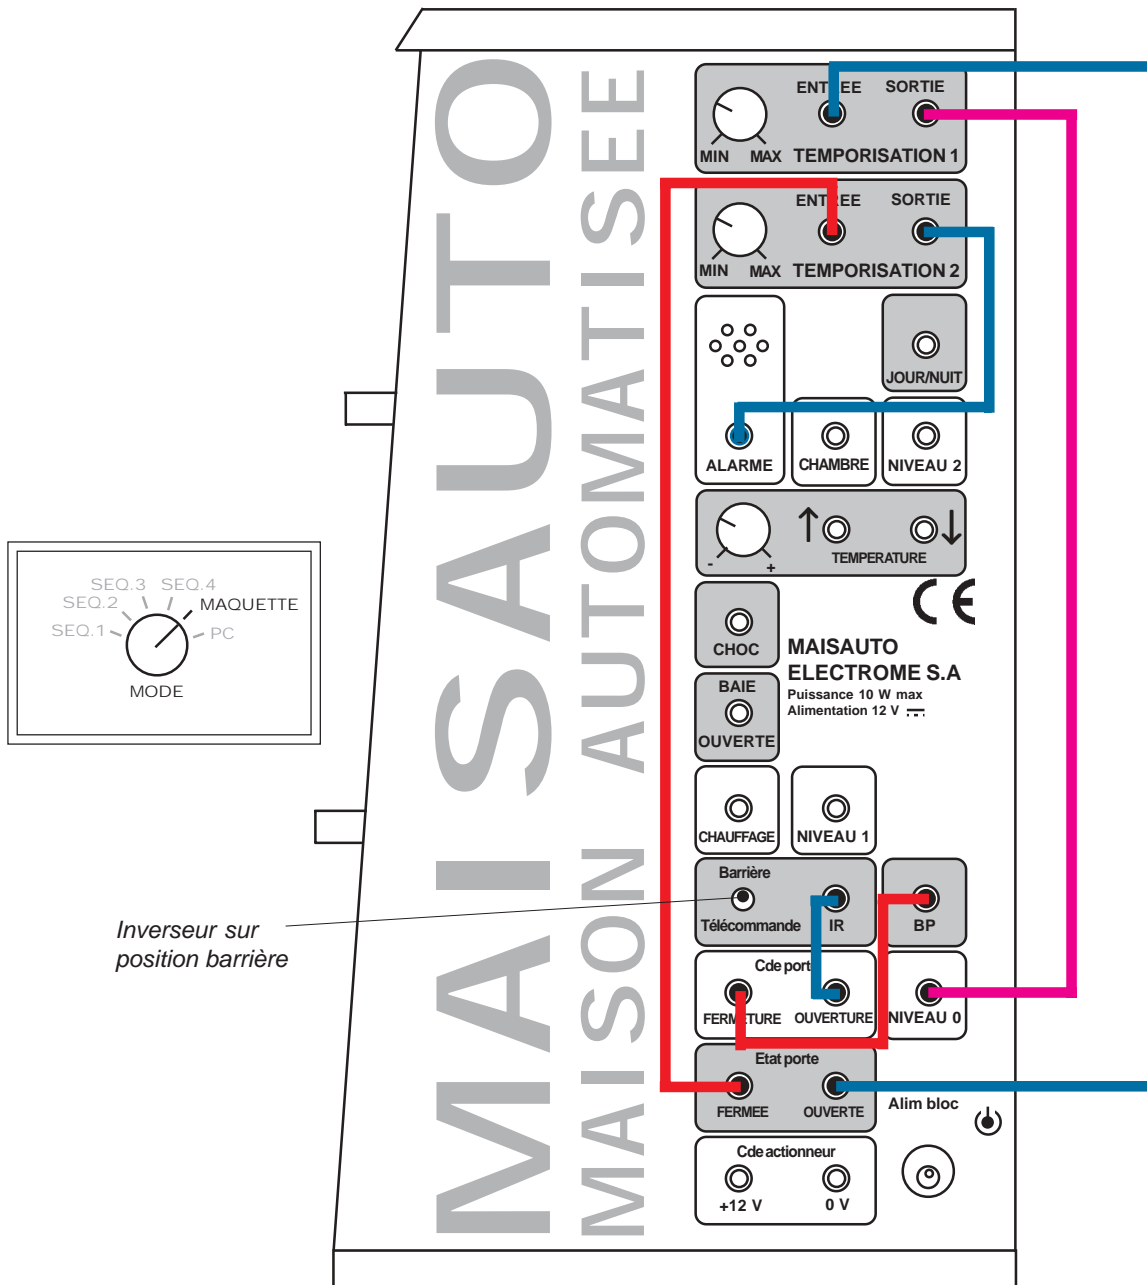 MAISAUTO
MAISON AUTOMATISEE
ENTREE SORTIE
MIN MAX TEMPORISATION 1
ENTREE SORTIE
MIN MAX TEMPORISATION 2
JOUR/NUIT
ALARME CHAMBRE NIVEAU 2
- + TEMPERATURE
CE
CHOC
MAISAUTO
ELECTROME S.A
Puissance 10 W max
Alimentation 12 V
BAIE
OUVERTE
CHAUFFAGE NIVEAU 1
Barrière
Télécommande IR BP
Cde porte
FERMETURE OUVERTURE NIVEAU 0
Etat porte
FERMEE OUVERTE
Alim bloc
Cde actionneur
+12 V 0 V
SEQ.3 SEQ.4
SEQ.2 MAQUETTE
SEQ.1 PC
MODE
Inverseur sur
position barrière